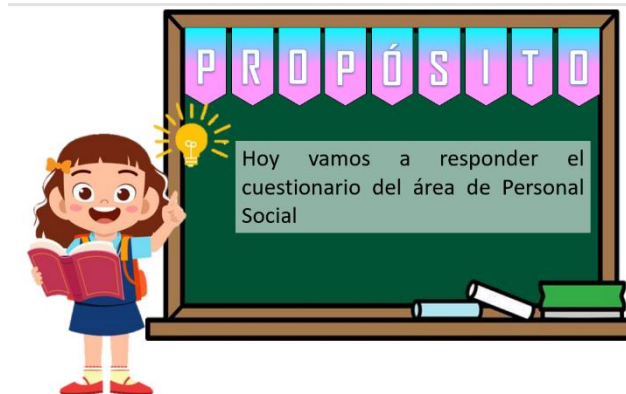 PROPÓSITO
Hoy vamos a responder el
cuestionario del área de Personal
Social